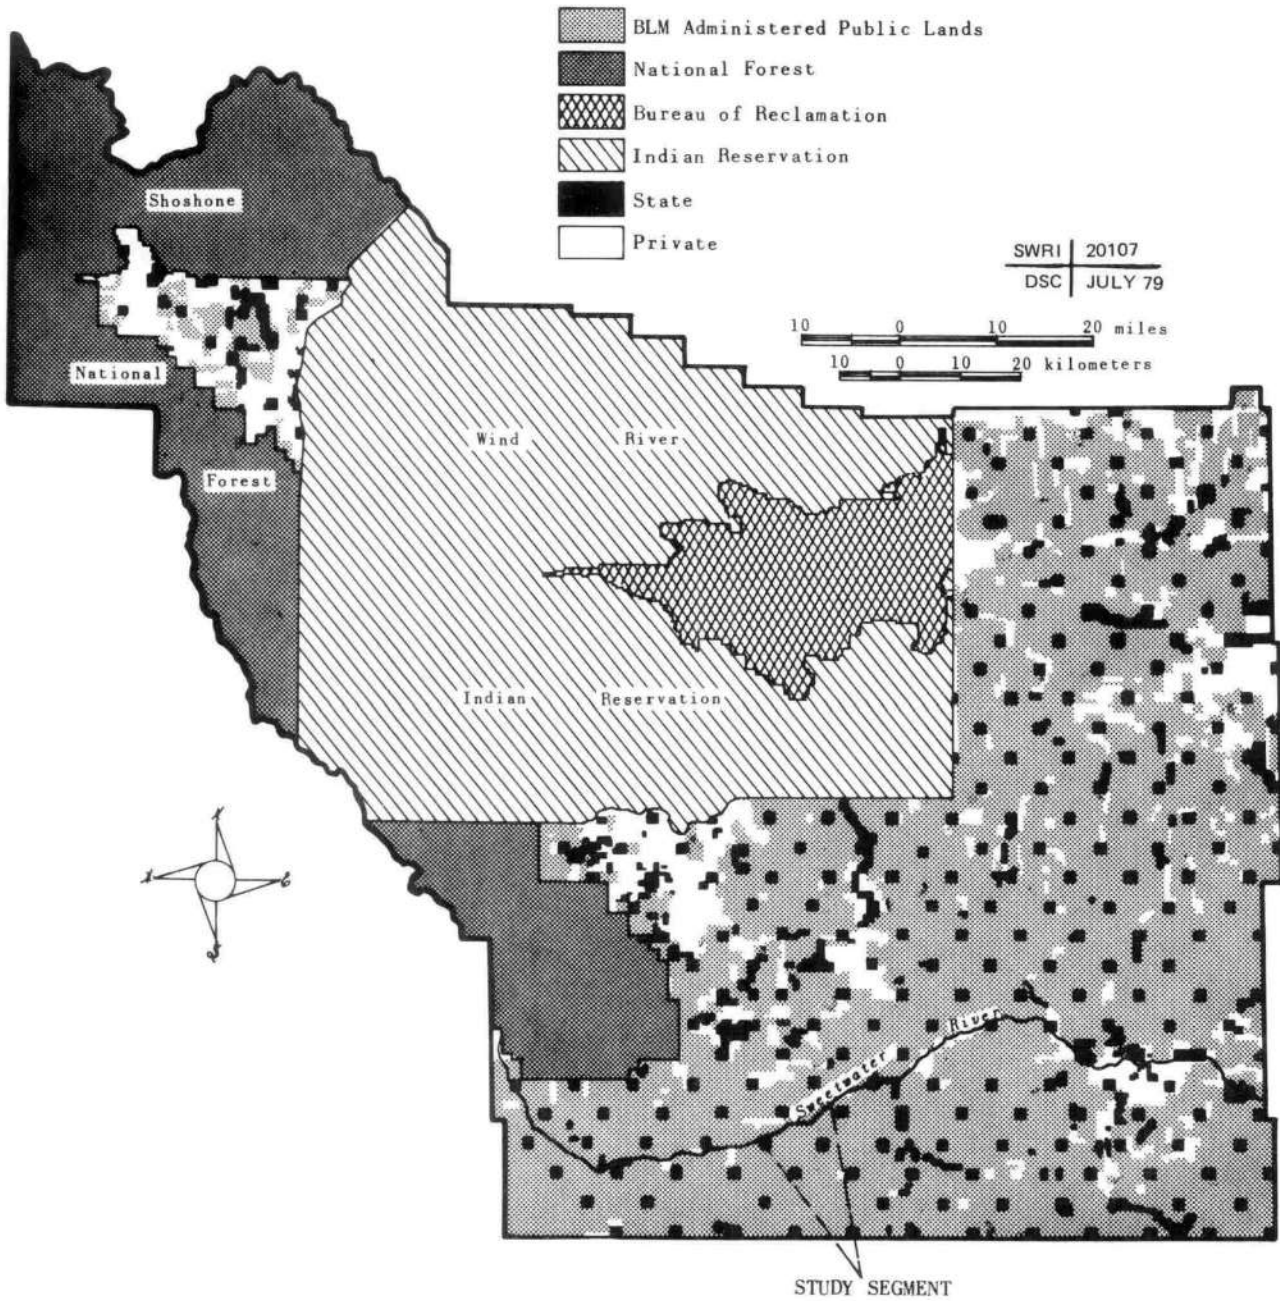 BLM Administered Public Lands
National Forest
Bureau of Reclamation
Indian Reservation
State
Private
SWRI 20107
DSC JULY 79
10 0 10 20 miles
10 0 10 20 kilometers
Shoshone
National
Forest
Wind River
Indian Reservation
Sweetwater River
STUDY SEGMENT